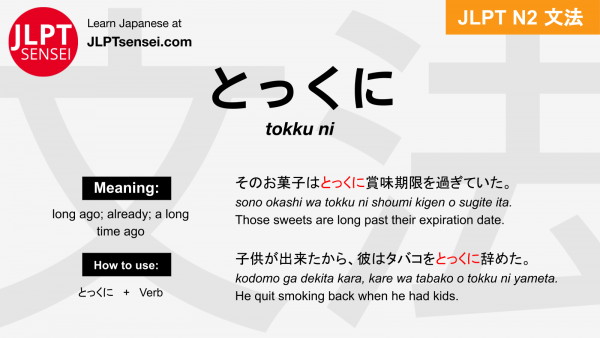 JLPT
SENSEI
Learn Japanese at
JLPTsensei.com
JLPT N2 文法
とっくに
tokku ni
Meaning:
long ago; already; a long
time ago
How to use:
とっくに + Verb
そのお菓子はとっくに賞味期限を過ぎていた。
sono okashi wa tokku ni shoumi kigen o sugite ita.
Those sweets are long past their expiration date.
子供が出来たから、彼はタバコをとっくに辞めた。
kodomo ga dekita kara, kare wa tabako o tokku ni yameta.
He quit smoking back when he had kids.
文法